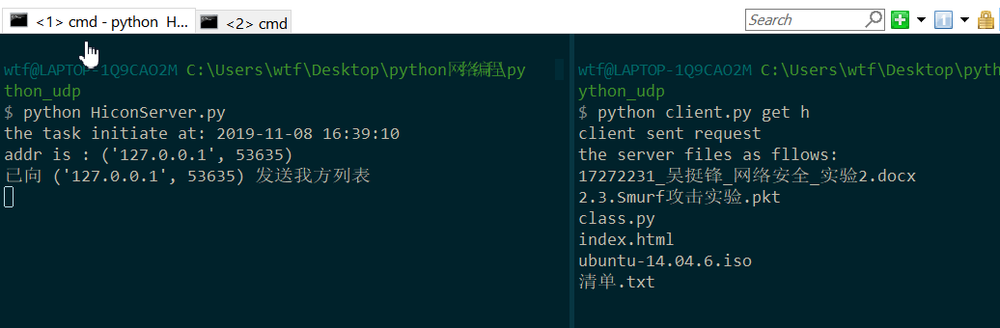 <1> cmd - python H...
<2> cmd
Search
wtf@LAPTOP-1Q9CAO2M C:\Users\wtf\Desktop\python网络编程\py
thon_udp
$ python HiconServer.py
the task initiate at: 2019-11-08 16:39:10
addr is : ('127.0.0.1', 53635)
已向 ('127.0.0.1', 53635) 发送我方列表
wtf@LAPTOP-1Q9CAO2M C:\Users\wtf\Desktop\pyth
ython_udp
$ python client.py get h
client sent request
the server files as fllows:
17272231_吴挺锋_网络安全_实验2.docx
2.3.Smurf攻击实验.pkt
class.py
index.html
ubuntu-14.04.6.iso
清单.txt